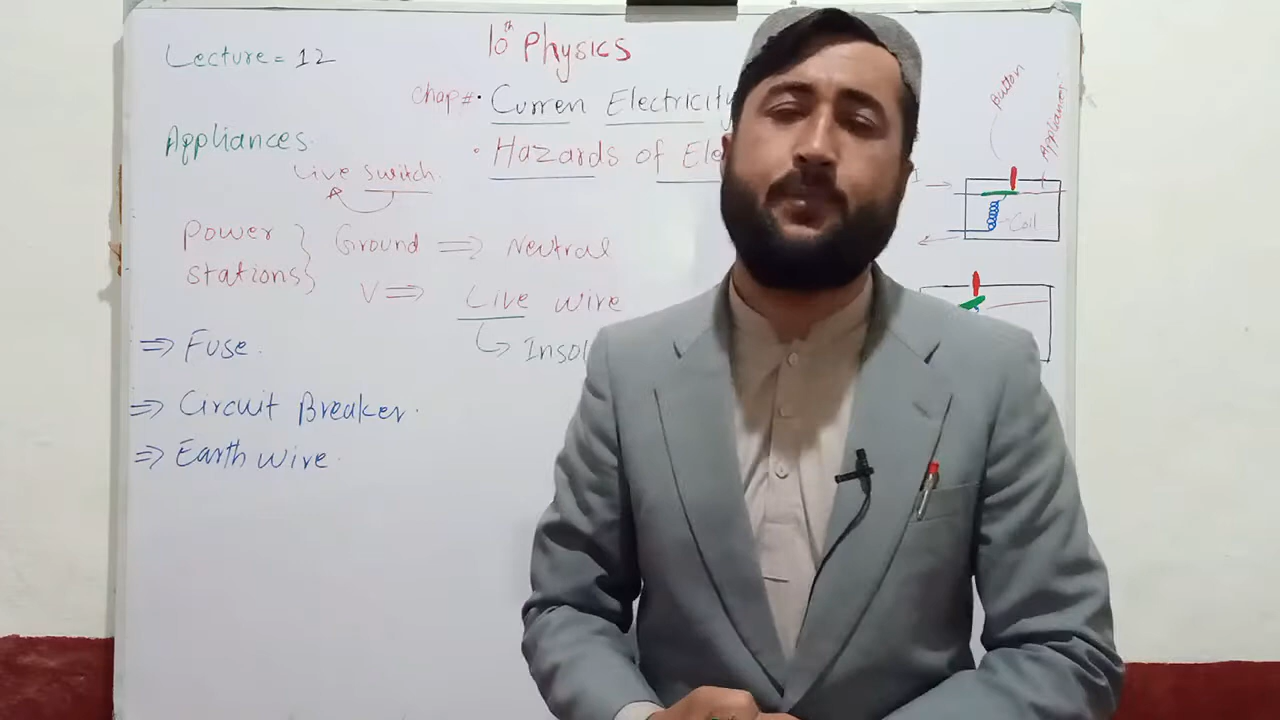 Lecture = 12
10th Physics
Chap #. Curren Electricity
Appliances.
• Hazards of Ele
Live switch.
Power
stations}
Ground ⇒ Neutral
V ⇒ Live wire
↳ Insol
⇒ Fuse.
⇒ Circuit Breaker.
⇒ Earth wire.
Button
Appliances
I →
Coil